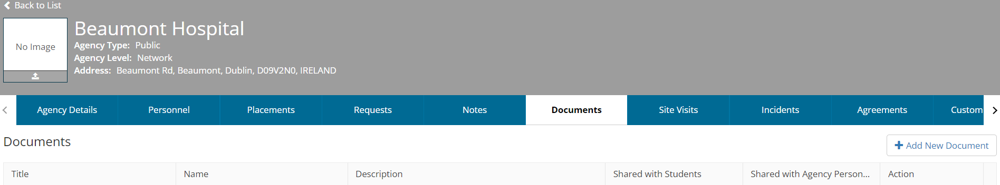 Back to List
No Image
Beaumont Hospital
Agency Type: Public
Agency Level: Network
Address: Beaumont Rd, Beaumont, Dublin, D09V2N0, IRELAND
Agency Details Personnel Placements Requests Notes Documents Site Visits Incidents Agreements Custom
Documents
Add New Document
Title Name Description Shared with Students Shared with Agency Person... Action